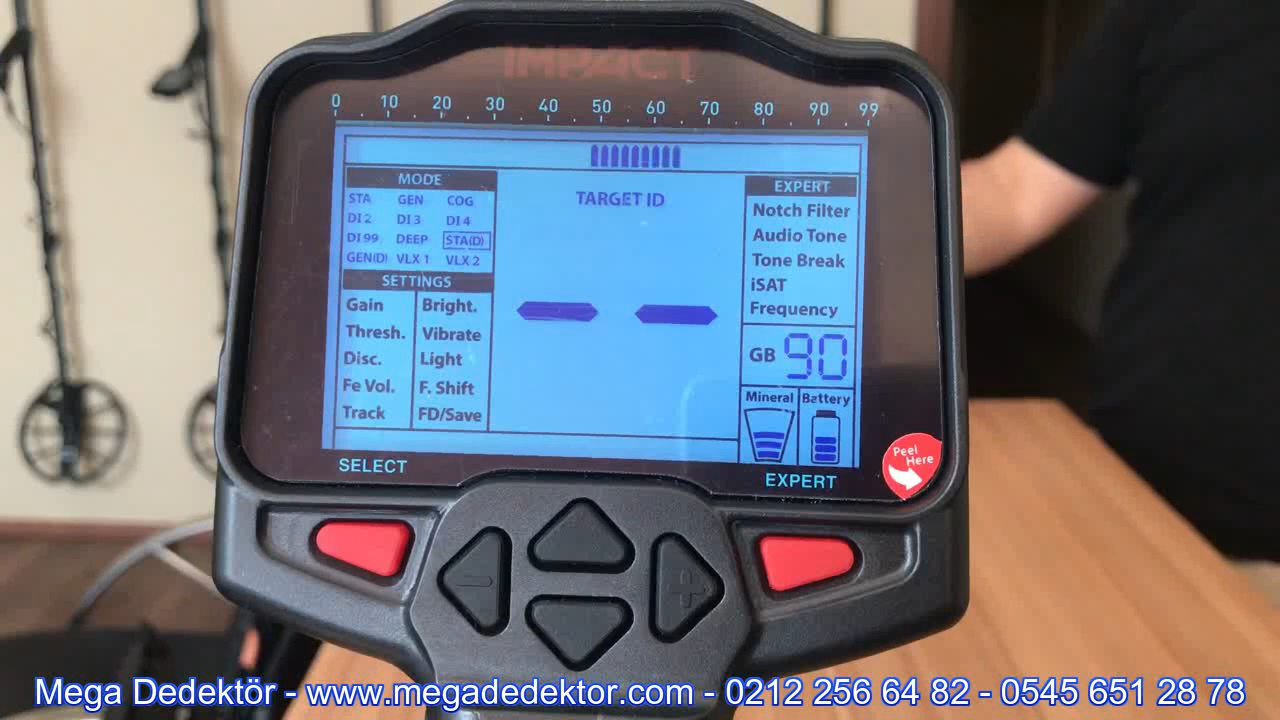 IMPACT
0 10 20 30 40 50 60 70 80 90 99
MODE
STA GEN COG
DI 2 DI 3 DI 4
DI 99 DEEP STA(D)
GEN(D) VLX 1 VLX 2
SETTINGS
Gain Bright.
Thresh. Vibrate
Disc. Light
Fe Vol. F. Shift
Track FD/Save
TARGET ID
- -
EXPERT
Notch Filter
Audio Tone
Tone Break
iSAT
Frequency
GB 90
Mineral Battery
Peel
Here
SELECT
EXPERT
- +
Mega Dedektör - www.megadedektor.com - 0212 256 64 82 - 0545 651 28 78